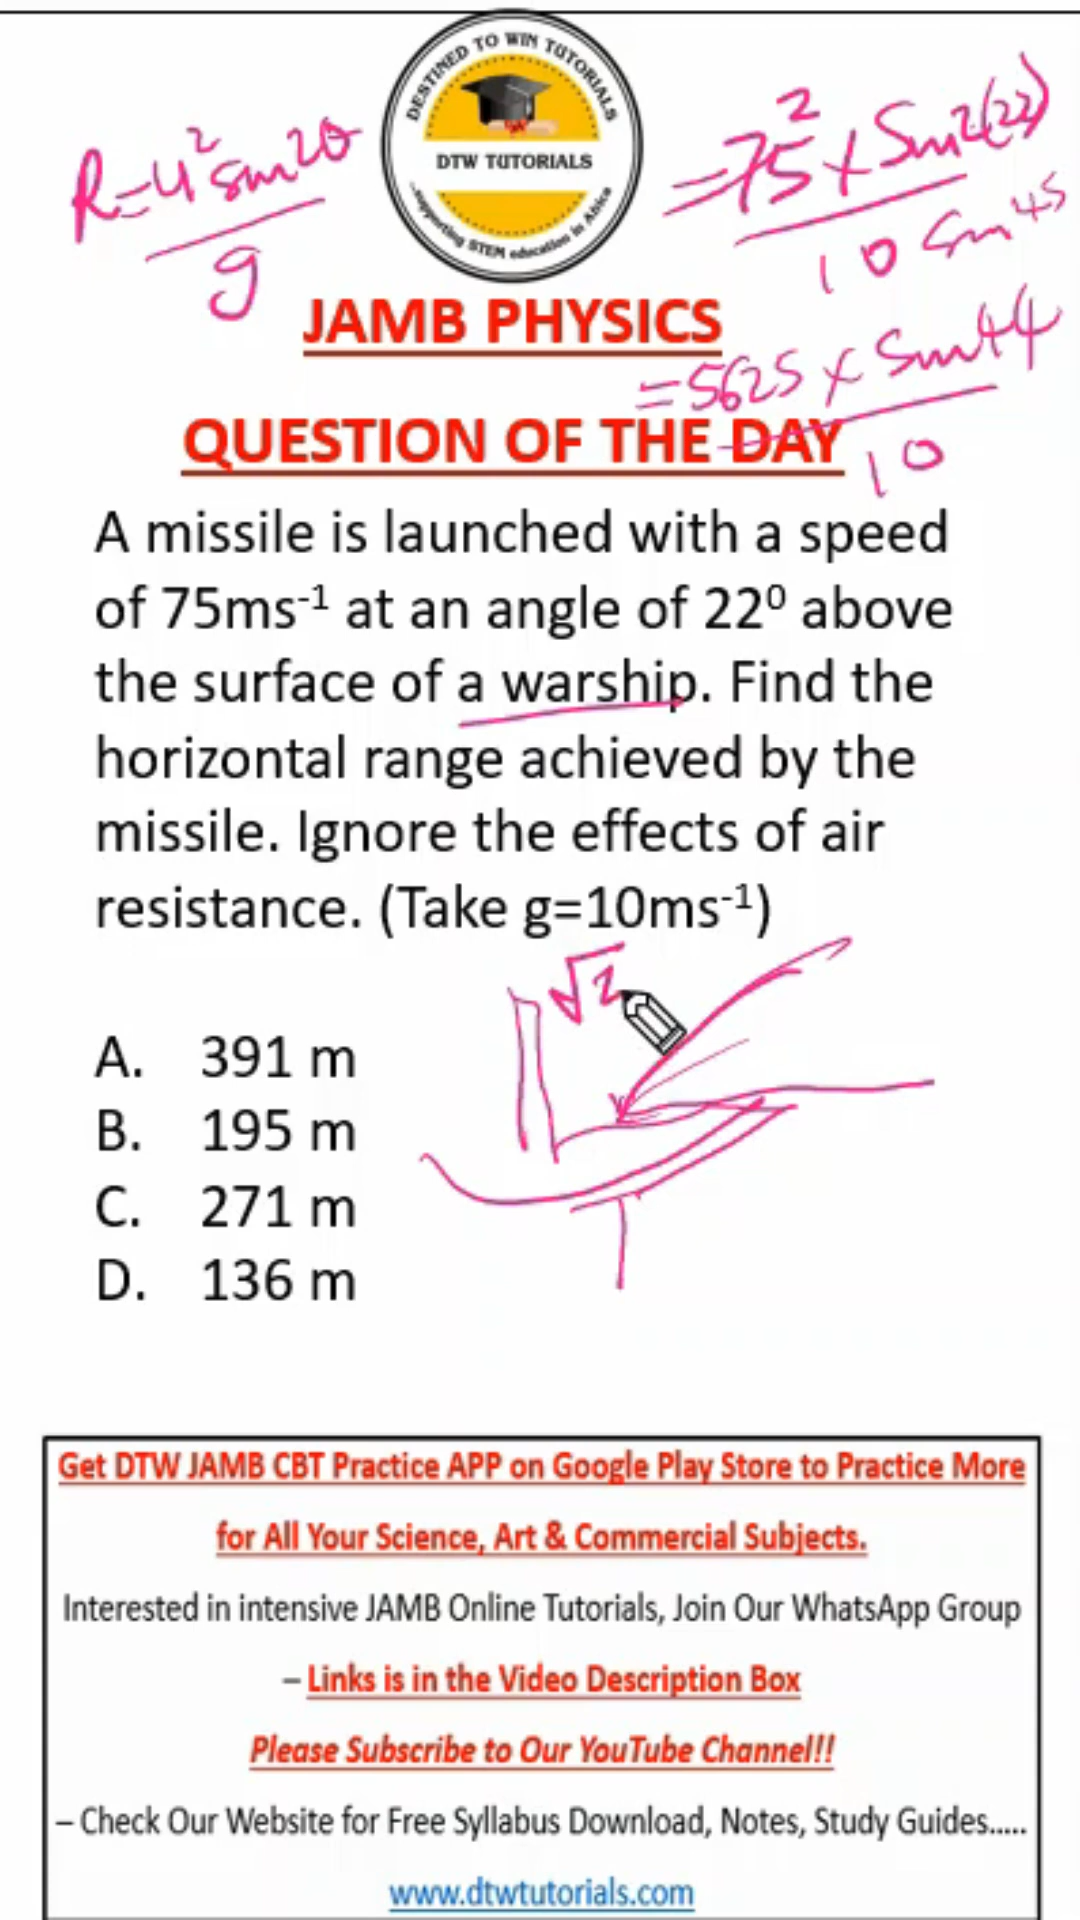 DESTINED TO WIN TUTORIALS
DTW TUTORIALS
...supporting STEM education in Africa
R=u²sin2θ
g
=75²×Sin2(22)
10 Sin45
=5625×Sin44
10
JAMB PHYSICS
QUESTION OF THE DAY
A missile is launched with a speed
of 75ms⁻¹ at an angle of 22⁰ above
the surface of a warship. Find the
horizontal range achieved by the
missile. Ignore the effects of air
resistance. (Take g=10ms⁻¹)
√2
A. 391 m
B. 195 m
C. 271 m
D. 136 m
Get DTW JAMB CBT Practice APP on Google Play Store to Practice More
for All Your Science, Art & Commercial Subjects.
Interested in intensive JAMB Online Tutorials, Join Our WhatsApp Group
– Links is in the Video Description Box
Please Subscribe to Our YouTube Channel!!
– Check Our Website for Free Syllabus Download, Notes, Study Guides.....
www.dtwtutorials.com